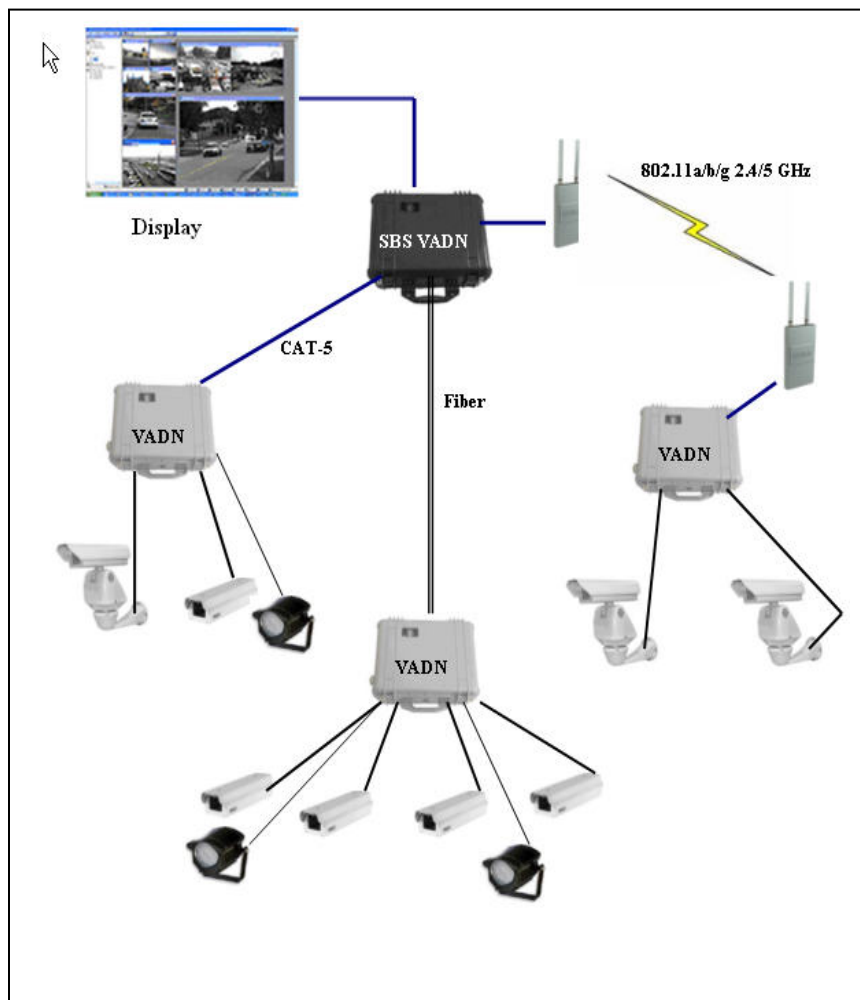 802.11a/b/g 2.4/5 GHz
Display
SBS VADN
CAT-5
Fiber
VADN
VADN
VADN